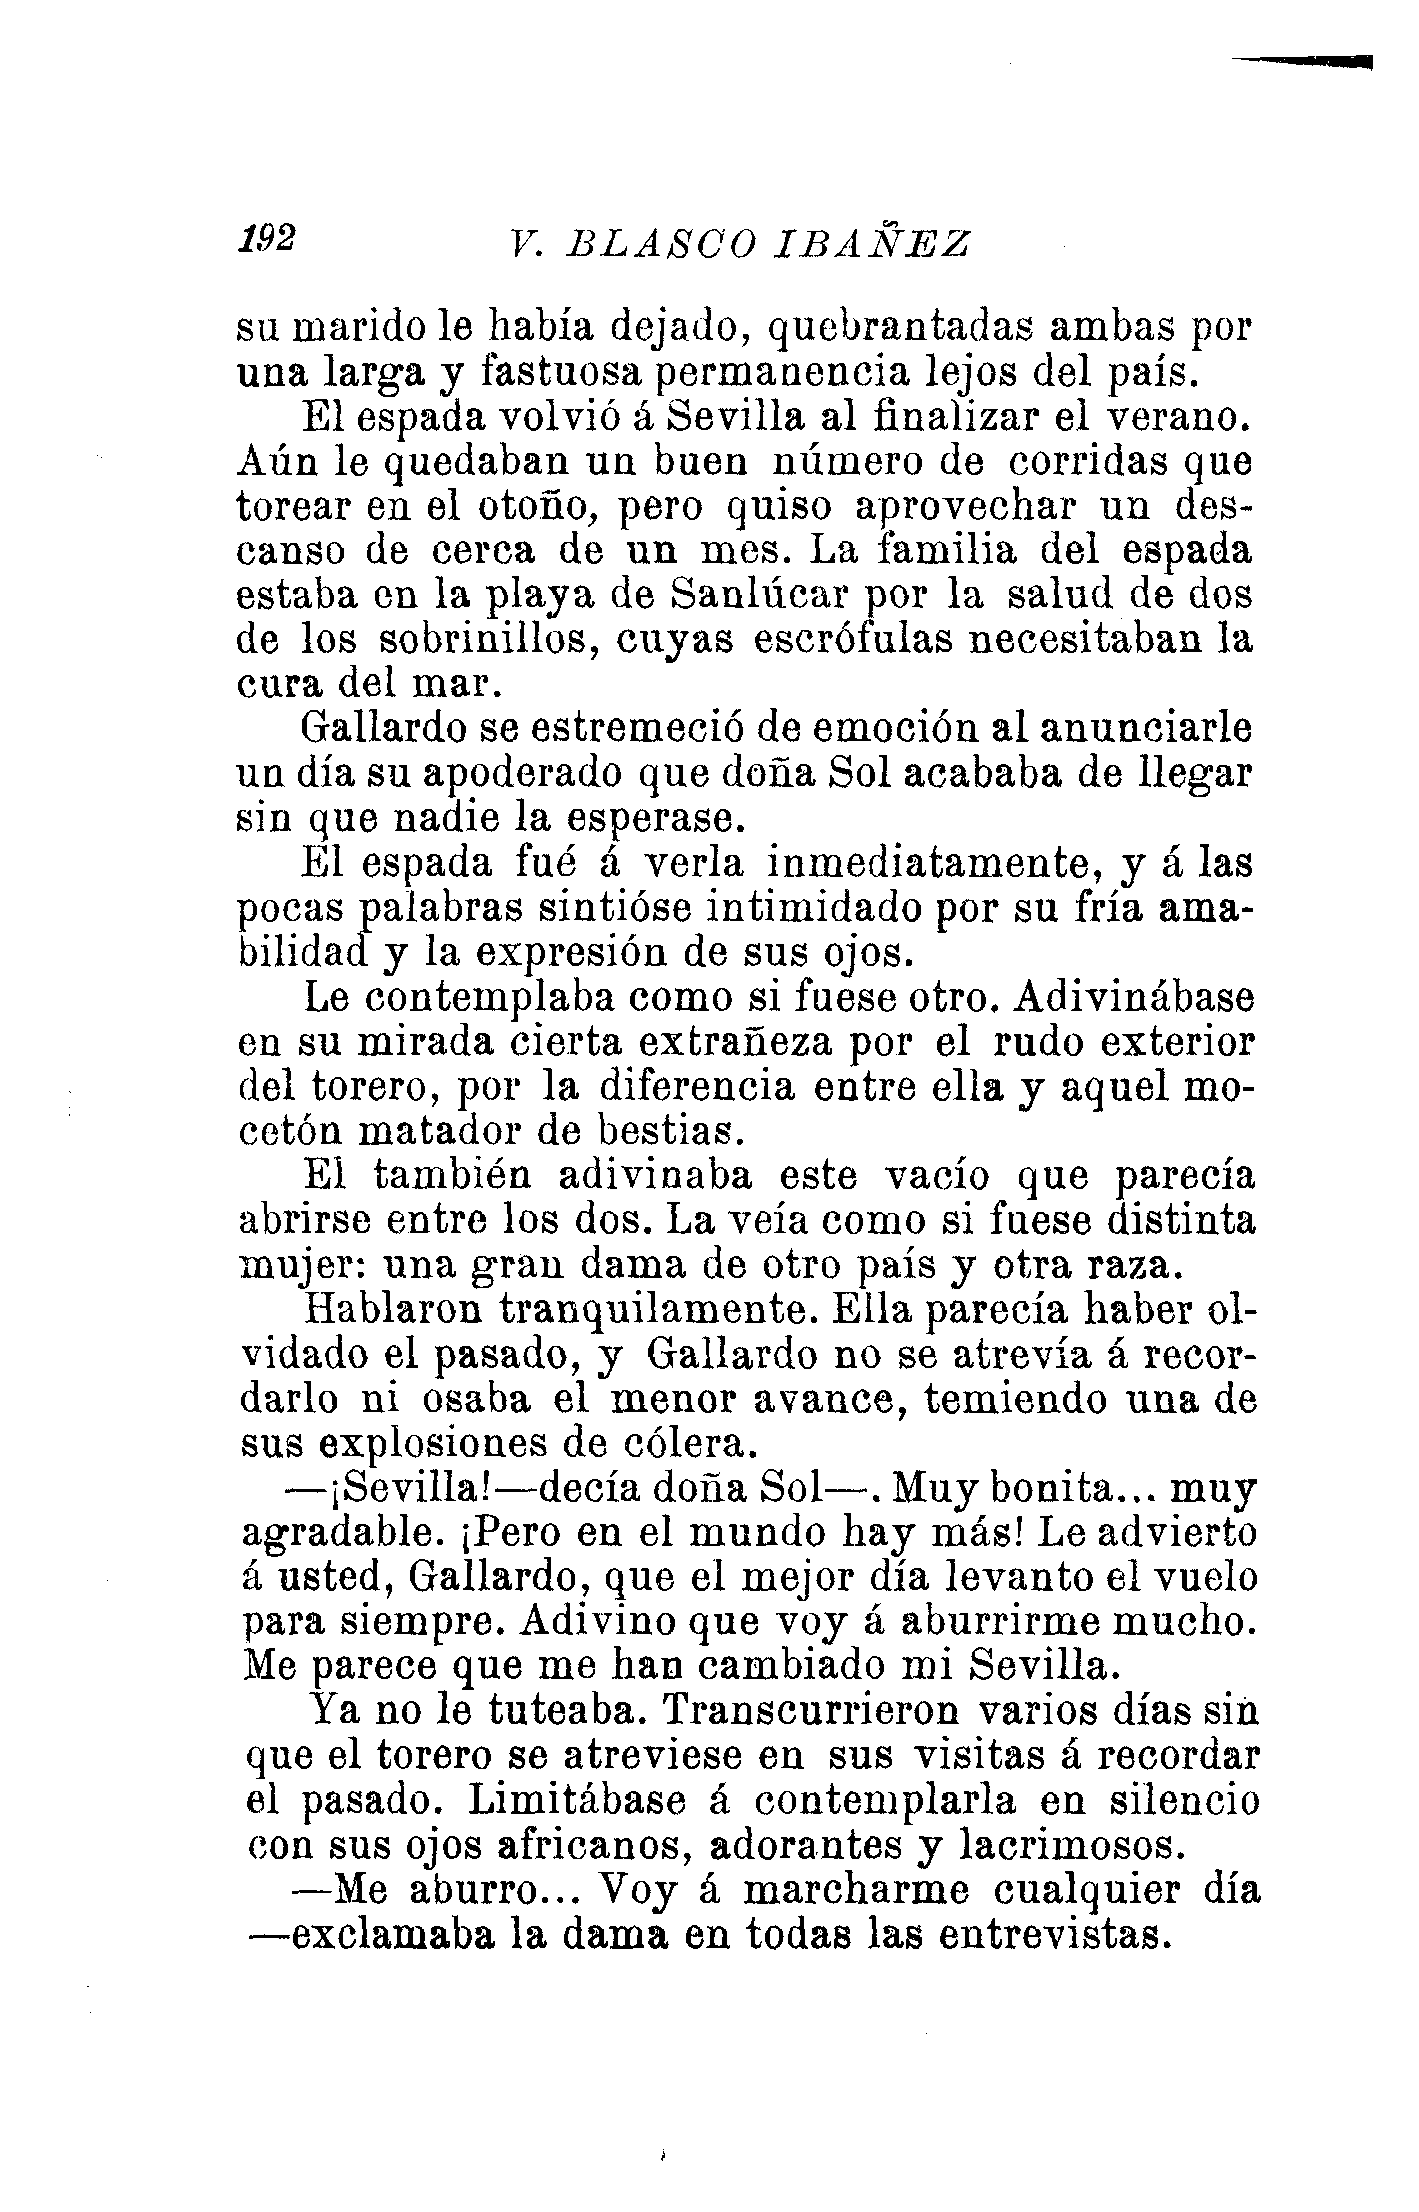 192 V. BLASCO IBAÑEZ
su marido le había dejado, quebrantadas ambas por
una larga y fastuosa permanencia lejos del país.
El espada volvió á Sevilla al finalizar el verano.
Aún le quedaban un buen número de corridas que
torear en el otoño, pero quiso aprovechar un des-
canso de cerca de un mes. La familia del espada
estaba en la playa de Sanlúcar por la salud de dos
de los sobrinillos, cuyas escrófulas necesitaban la
cura del mar.
Gallardo se estremeció de emoción al anunciarle
un día su apoderado que doña Sol acababa de llegar
sin que nadie la esperase.
El espada fué á verla inmediatamente, y á las
pocas palabras sintióse intimidado por su fría ama-
bilidad y la expresión de sus ojos.
Le contemplaba como si fuese otro. Adivinábase
en su mirada cierta extrañeza por el rudo exterior
del torero, por la diferencia entre ella y aquel mo-
cetón matador de bestias.
El también adivinaba este vacío que parecía
abrirse entre los dos. La veía como si fuese distinta
mujer: una gran dama de otro país y otra raza.
Hablaron tranquilamente. Ella parecía haber ol-
vidado el pasado, y Gallardo no se atrevía á recor-
darlo ni osaba el menor avance, temiendo una de
sus explosiones de cólera.
—¡Sevilla!—decía doña Sol—. Muy bonita... muy
agradable. ¡Pero en el mundo hay más! Le advierto
á usted, Gallardo, que el mejor día levanto el vuelo
para siempre. Adivino que voy á aburrirme mucho.
Me parece que me han cambiado mi Sevilla.
Ya no le tuteaba. Transcurrieron varios días sin
que el torero se atreviese en sus visitas á recordar
el pasado. Limitábase á contemplarla en silencio
con sus ojos africanos, adorantes y lacrimosos.
—Me aburro... Voy á marcharme cualquier día
—exclamaba la dama en todas las entrevistas.